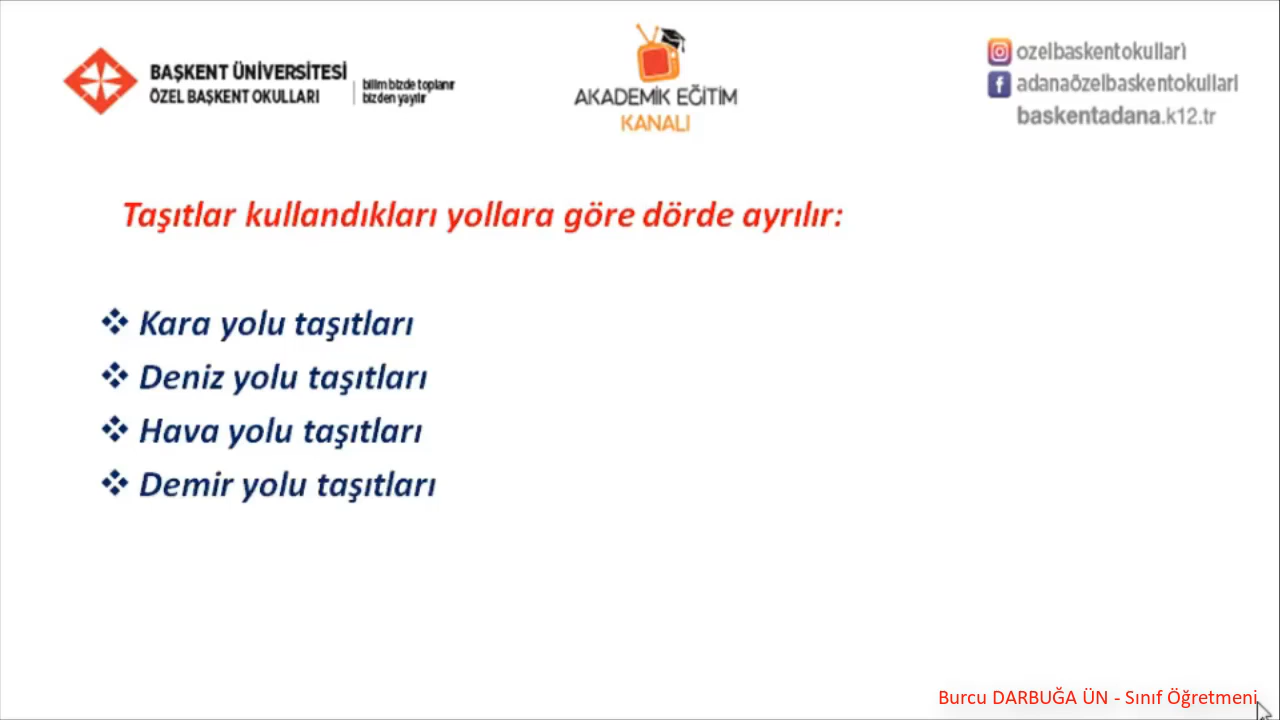 BAŞKENT ÜNİVERSİTESİ
ÖZEL BAŞKENT OKULLARI
bilim bizde toplanır
bizden yayılır
AKADEMİK EĞİTİM
KANALI
ozelbaskentokulları
adanaözelbaskentokulları
baskentadana.k12.tr
Taşıtlar kullandıkları yollara göre dörde ayrılır:
❖ Kara yolu taşıtları
❖ Deniz yolu taşıtları
❖ Hava yolu taşıtları
❖ Demir yolu taşıtları
Burcu DARBUĞA ÜN - Sınıf Öğretmeni